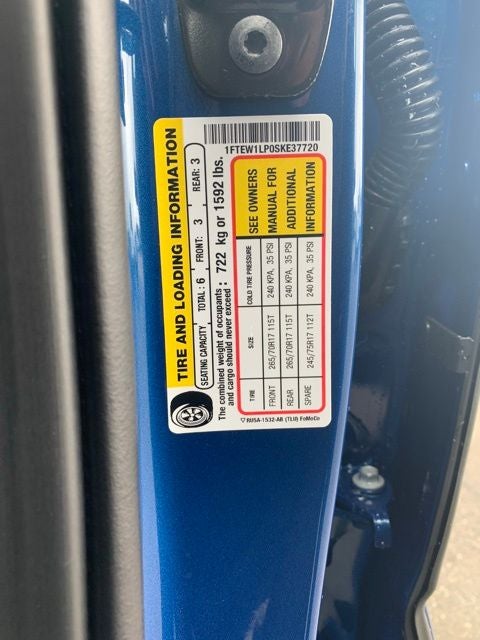 1FTEW1LP0SKE37720
TIRE AND LOADING INFORMATION
SEATING CAPACITY TOTAL : 6 FRONT: 3 REAR: 3
The combined weight of occupants
and cargo should never exceed : 722 kg or 1592 lbs.
TIRE SIZE COLD TIRE PRESSURE SEE OWNERS
FRONT 265/70R17 115T 240 KPA, 35 PSI MANUAL FOR
REAR 265/70R17 115T 240 KPA, 35 PSI ADDITIONAL
SPARE 245/75R17 112T 240 KPA, 35 PSI INFORMATION
RU5A-1532-AB (TLU) FoMoCo